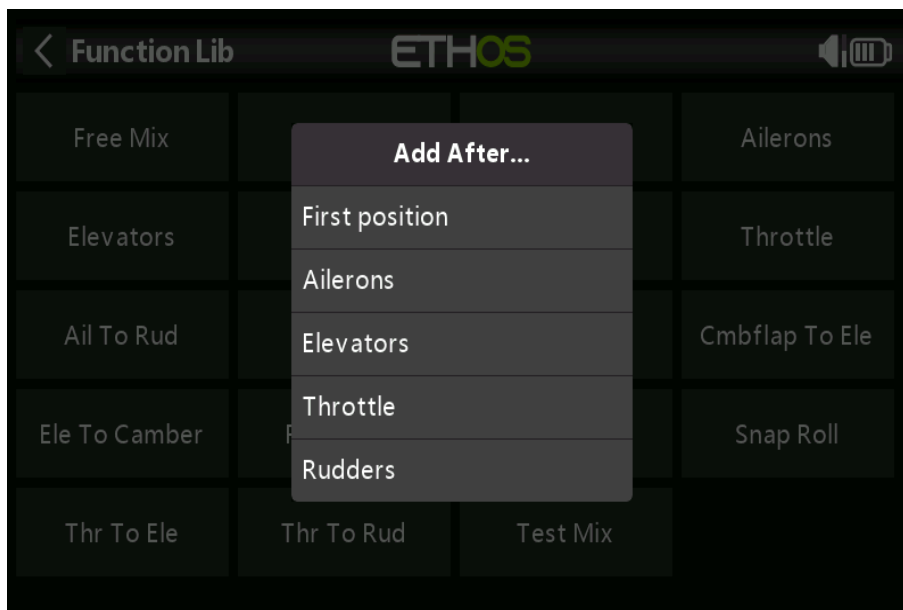 Function Lib
ETHOS
Free Mix
Ailerons
Elevators
Throttle
Ail To Rud
Cmbflap To Ele
Ele To Camber
Snap Roll
Thr To Ele
Thr To Rud
Test Mix
Add After...
First position
Ailerons
Elevators
Throttle
Rudders